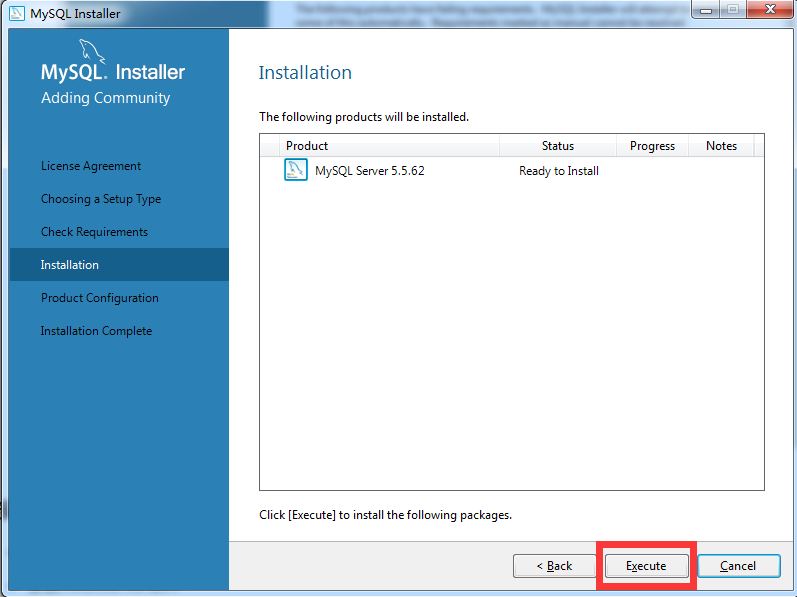 MySQL Installer
MySQL. Installer
Adding Community
License Agreement
Choosing a Setup Type
Check Requirements
Installation
Product Configuration
Installation Complete
Installation
The following products will be installed.
Product Status Progress Notes
MySQL Server 5.5.62 Ready to Install
Click [Execute] to install the following packages.
< Back Execute Cancel